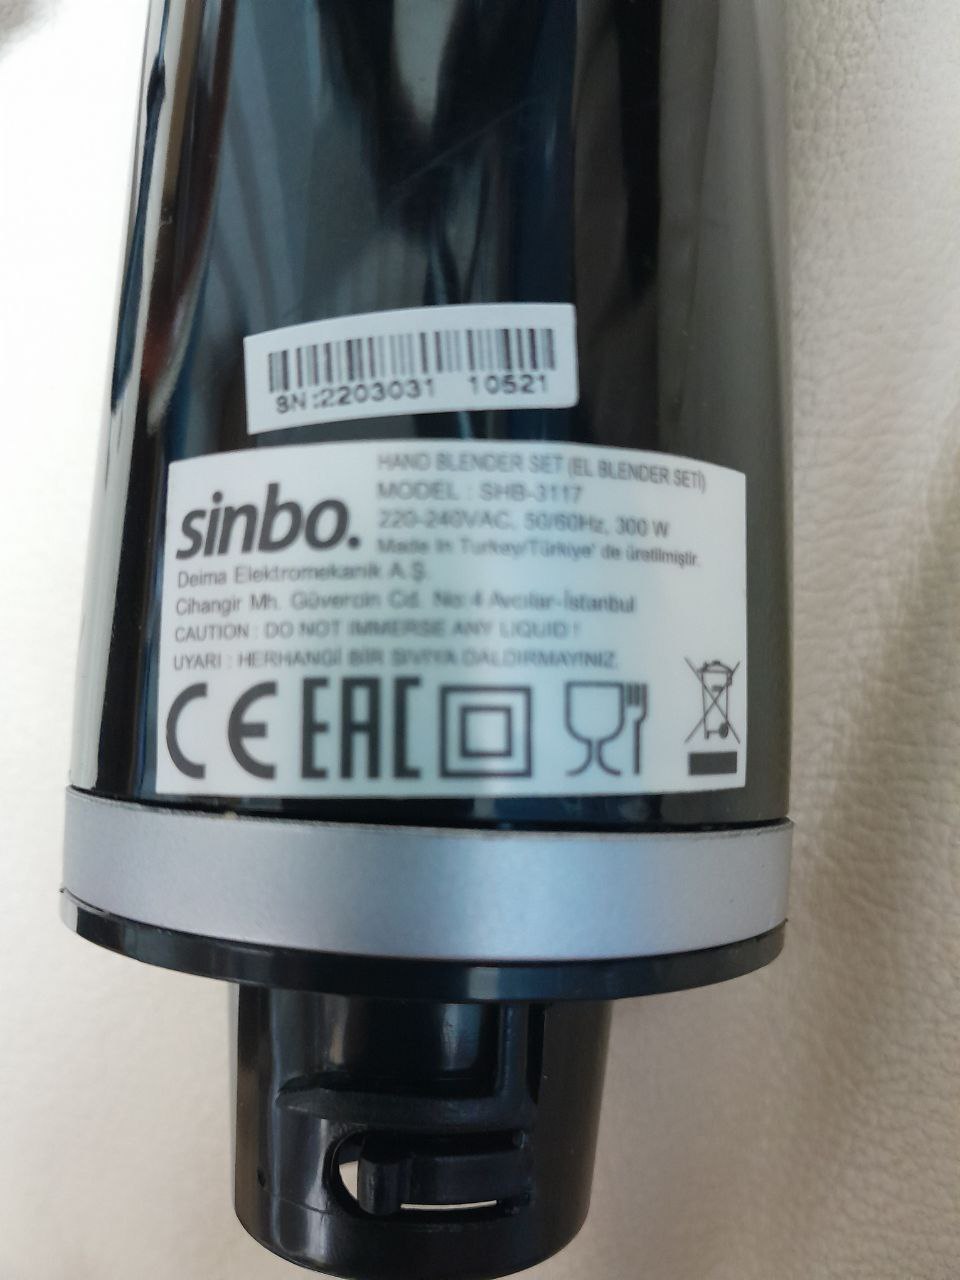 SN:2203031 10521
HAND BLENDER SET (EL BLENDER SETİ)
MODEL : SHB-3117
sinbo.
220-240VAC, 50/60Hz, 300 W
Made In Turkey/Türkiye' de üretilmiştir.
Deima Elektromekanik A.Ş.
Cihangir Mh. Güvercin Cd. No:4 Avcılar-İstanbul
CAUTION : DO NOT IMMERSE ANY LIQUID !
UYARI : HERHANGİ BİR SIVIYA DALDIRMAYINIZ
CE EAC